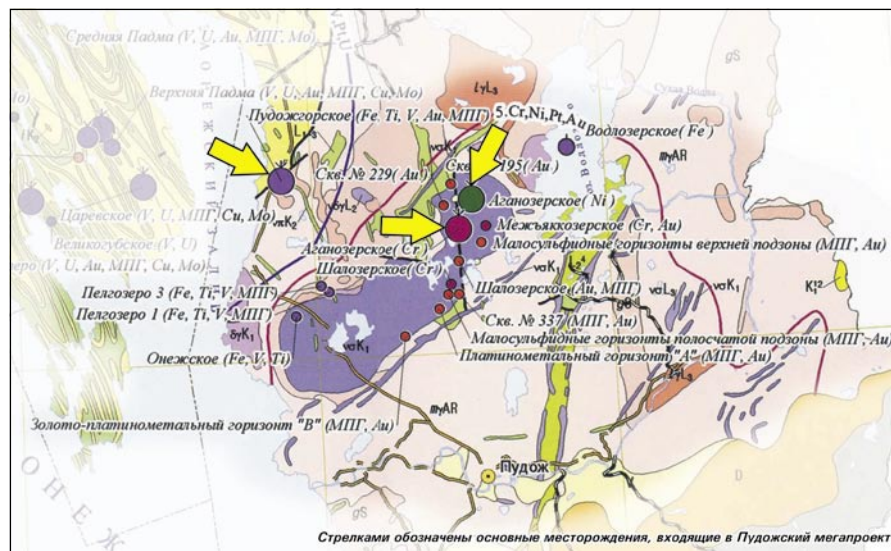 Средняя Падма (V, U, Au, МПГ, Mo)
Верхняя Падма (V, U, Au, МПГ, Cu, Mo)
Пудожгорское (Fe, Ti, V, Au, МПГ)
5.Cr,Ni,Pt,Au
Водлозерское( Fe )
Скв. № 229( Au )
Скв. 195( Au )
Аганозерское( Ni )
Царевское (V, U, МПГ, Cu, Mo)
Великогубское (V, U)
Межъяккозерское (Cr, Au)
Аганозерское( Cr )
Малосульфидные горизонты верхней подзоны (МПГ, Au)
Шалозерское (Cr)
Пелгозеро 3 (Fe, Ti, V, МПГ)
Шалозерское (Au, МПГ)
Пелгозеро 1 (Fe, Ti, V, МПГ)
Скв. № 337 (МПГ, Au)
Малосульфидные горизонты полосчатой подзоны (МПГ, Au)
Онежское (Fe, V, Ti)
Платинометальный горизонт "А" (МПГ, Au)
mγAR
Золото-платинометальный горизонт "В" (МПГ, Au)
Пудож
D
Стрелками обозначены основные месторождения, входящие в Пудожский мегапроект